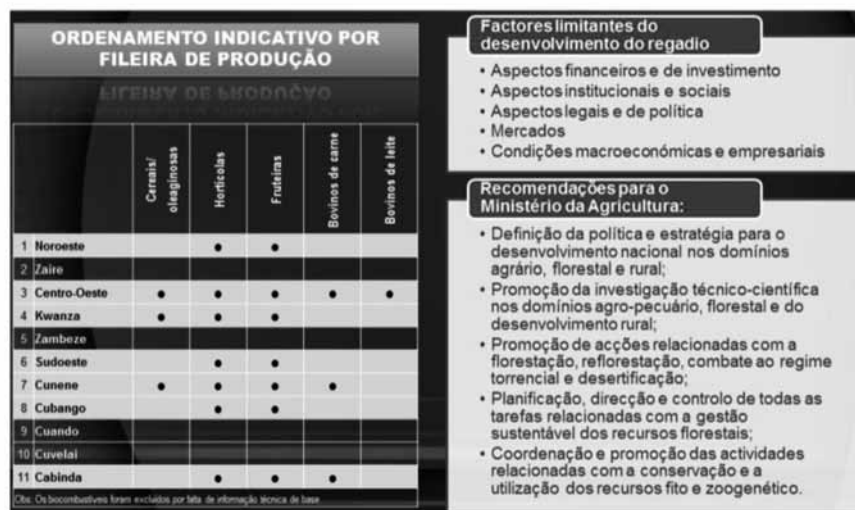 ORDENAMENTO INDICATIVO POR
FILEIRA DE PRODUÇÃO
Cereais/
oleaginosas
Hortícolas
Fruteiras
Bovinos de carne
Bovinos de leite
1 Noroeste ● ●
2 Zaire
3 Centro-Oeste ● ● ● ● ●
4 Kwanza ● ● ●
5 Zambeze
6 Sudoeste ● ●
7 Cunene ● ● ● ●
8 Cubango ● ●
9 Cuando
10 Cuvelai
11 Cabinda ● ● ●
Obs: Os biocombustíveis foram excluídos por falta de informação técnica de base
Factores limitantes do
desenvolvimento do regadio
• Aspectos financeiros e de investimento
• Aspectos institucionais e sociais
• Aspectos legais e de política
• Mercados
• Condições macroeconómicas e empresariais
Recomendações para o
Ministério da Agricultura:
• Definição da política e estratégia para o
desenvolvimento nacional nos domínios
agrário, florestal e rural;
• Promoção da investigação técnico-científica
nos domínios agro-pecuário, florestal e do
desenvolvimento rural;
• Promoção de acções relacionadas com a
florestação, reflorestação, combate ao regime
torrencial e desertificação;
• Planificação, direcção e controlo de todas as
tarefas relacionadas com a gestão
sustentável dos recursos florestais;
• Coordenação e promoção das actividades
relacionadas com a conservação e a
utilização dos recursos fito e zoogenético.